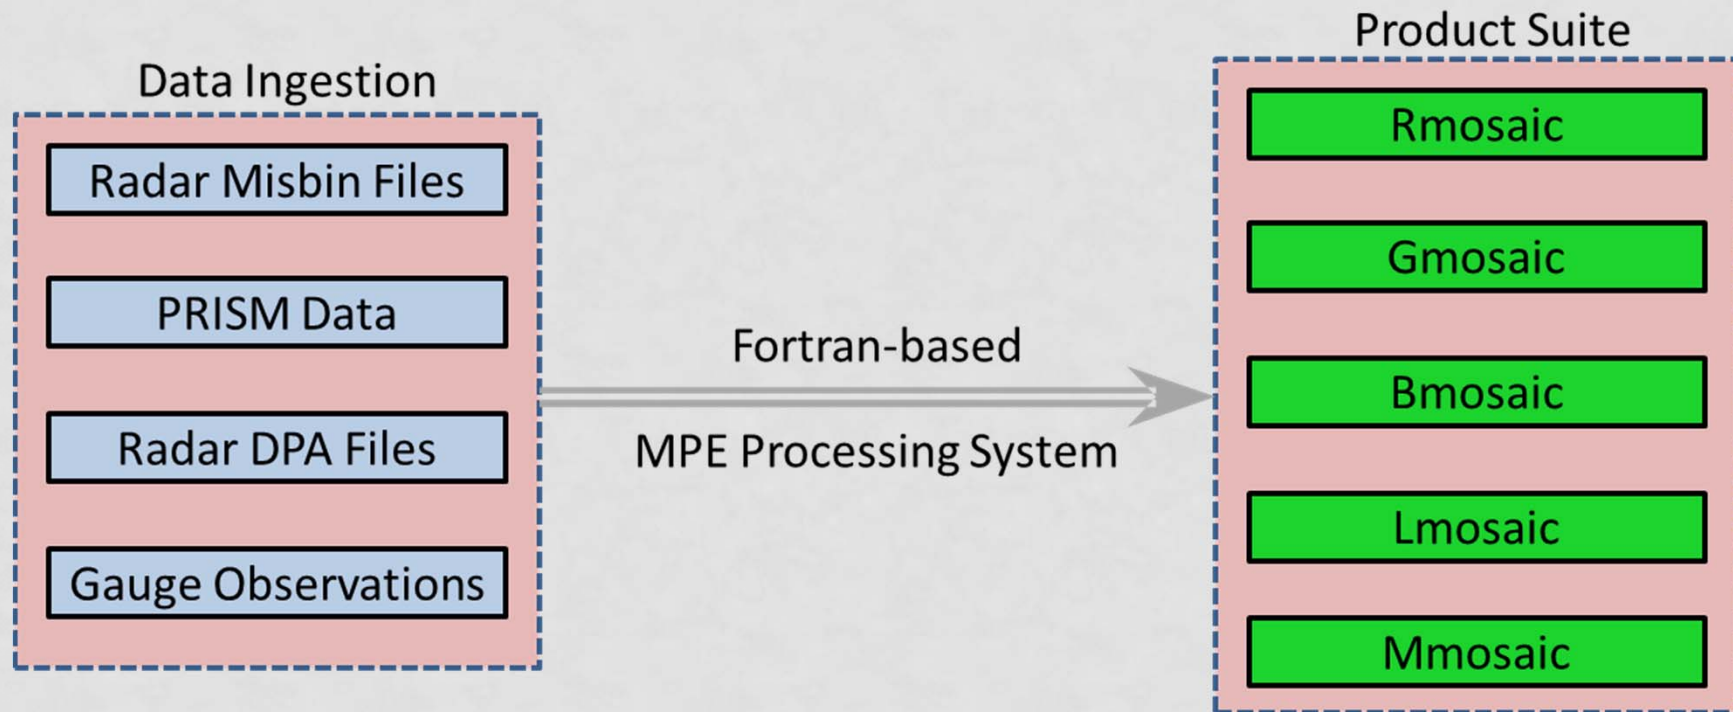 Data Ingestion
Radar Misbin Files
PRISM Data
Radar DPA Files
Gauge Observations
Fortran-based
MPE Processing System
Product Suite
Rmosaic
Gmosaic
Bmosaic
Lmosaic
Mmosaic